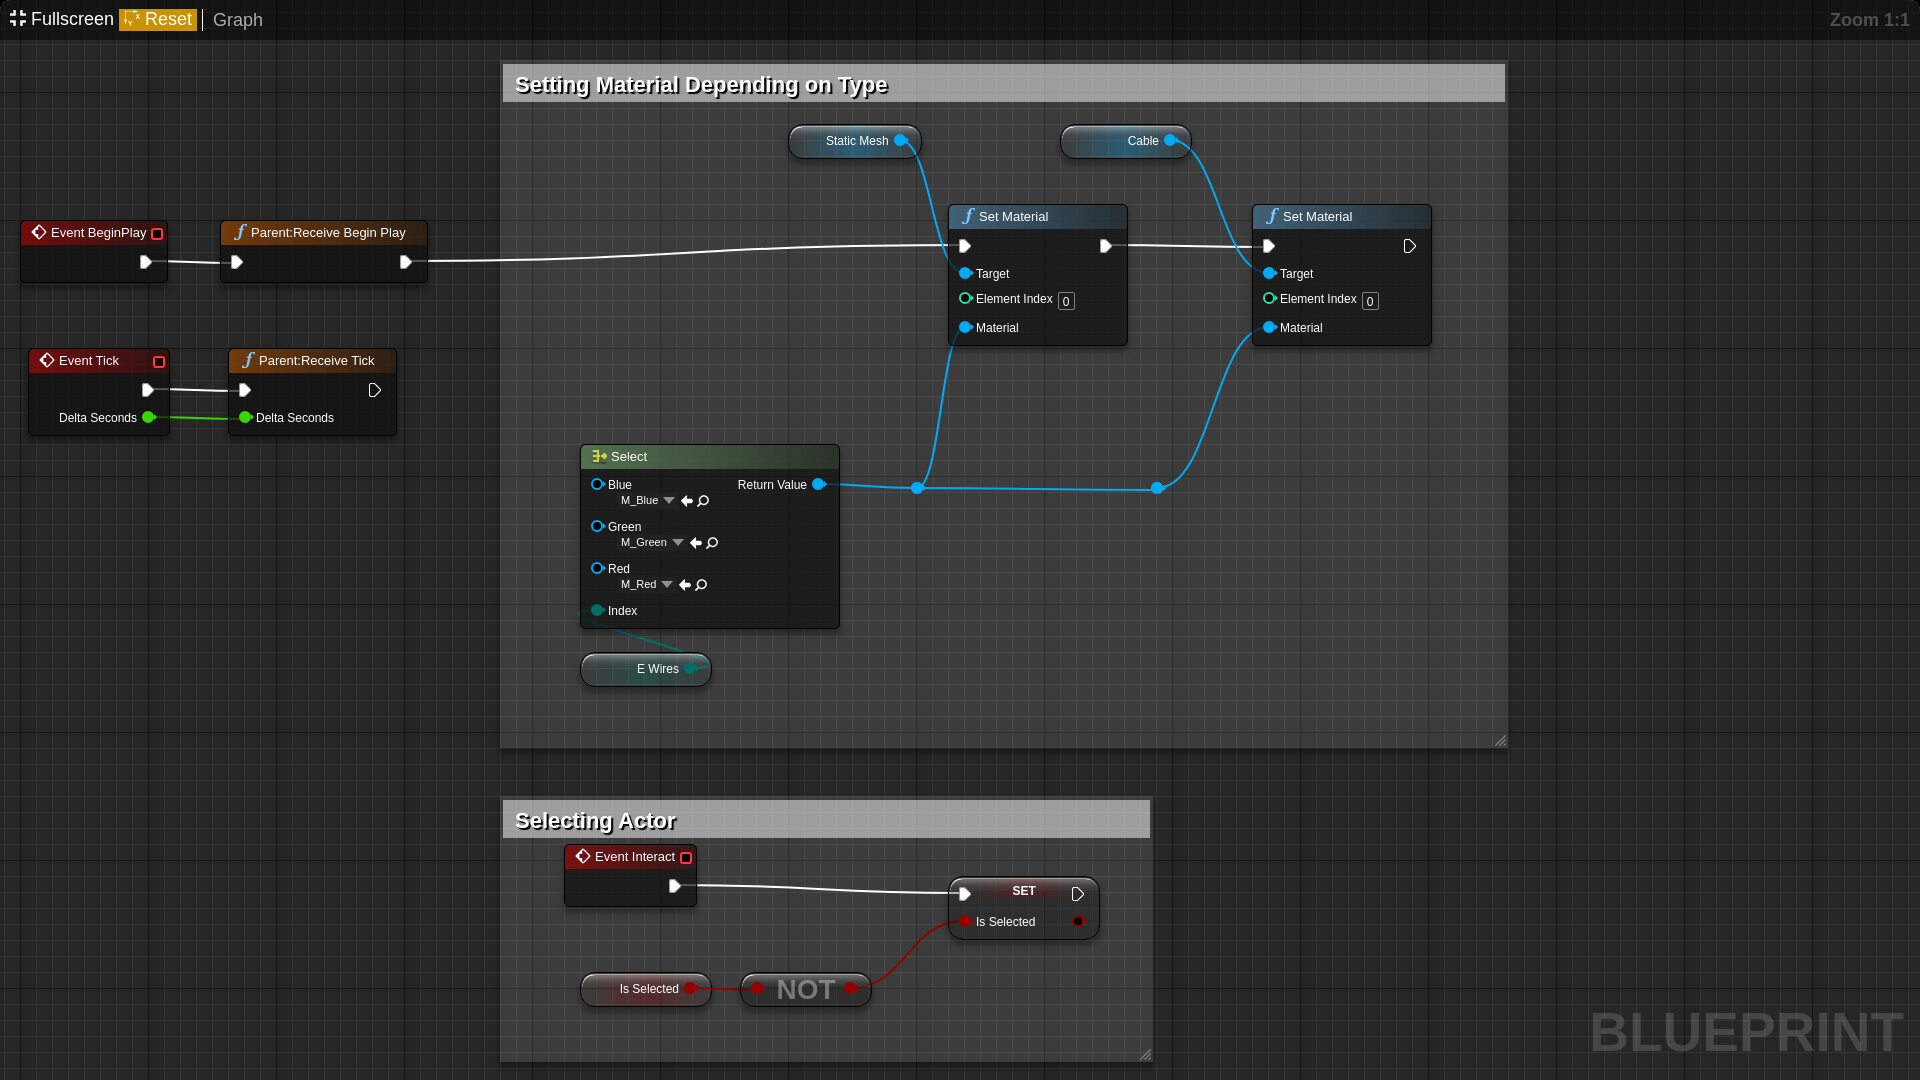 Fullscreen Reset Graph
Zoom 1:1
Setting Material Depending on Type
Static Mesh
Cable
Event BeginPlay
Parent:Receive Begin Play
Set Material
Target
Element Index 0
Material
Set Material
Target
Element Index 0
Material
Event Tick
Delta Seconds
Parent:Receive Tick
Delta Seconds
Select
Blue
Return Value
M_Blue
Green
M_Green
Red
M_Red
Index
E Wires
Selecting Actor
Event Interact
SET
Is Selected
Is Selected
NOT
BLUEPRINT